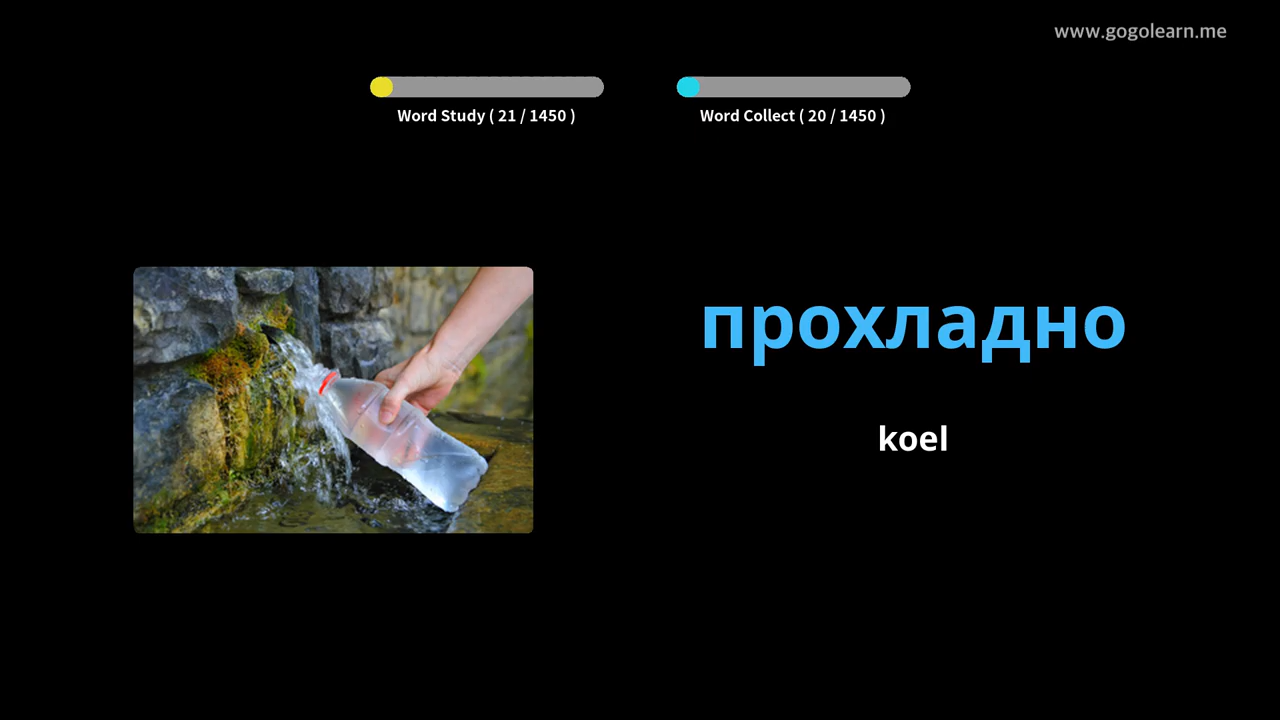 www.gogolearn.me
Word Study ( 21 / 1450 )
Word Collect ( 20 / 1450 )
прохладно
koel